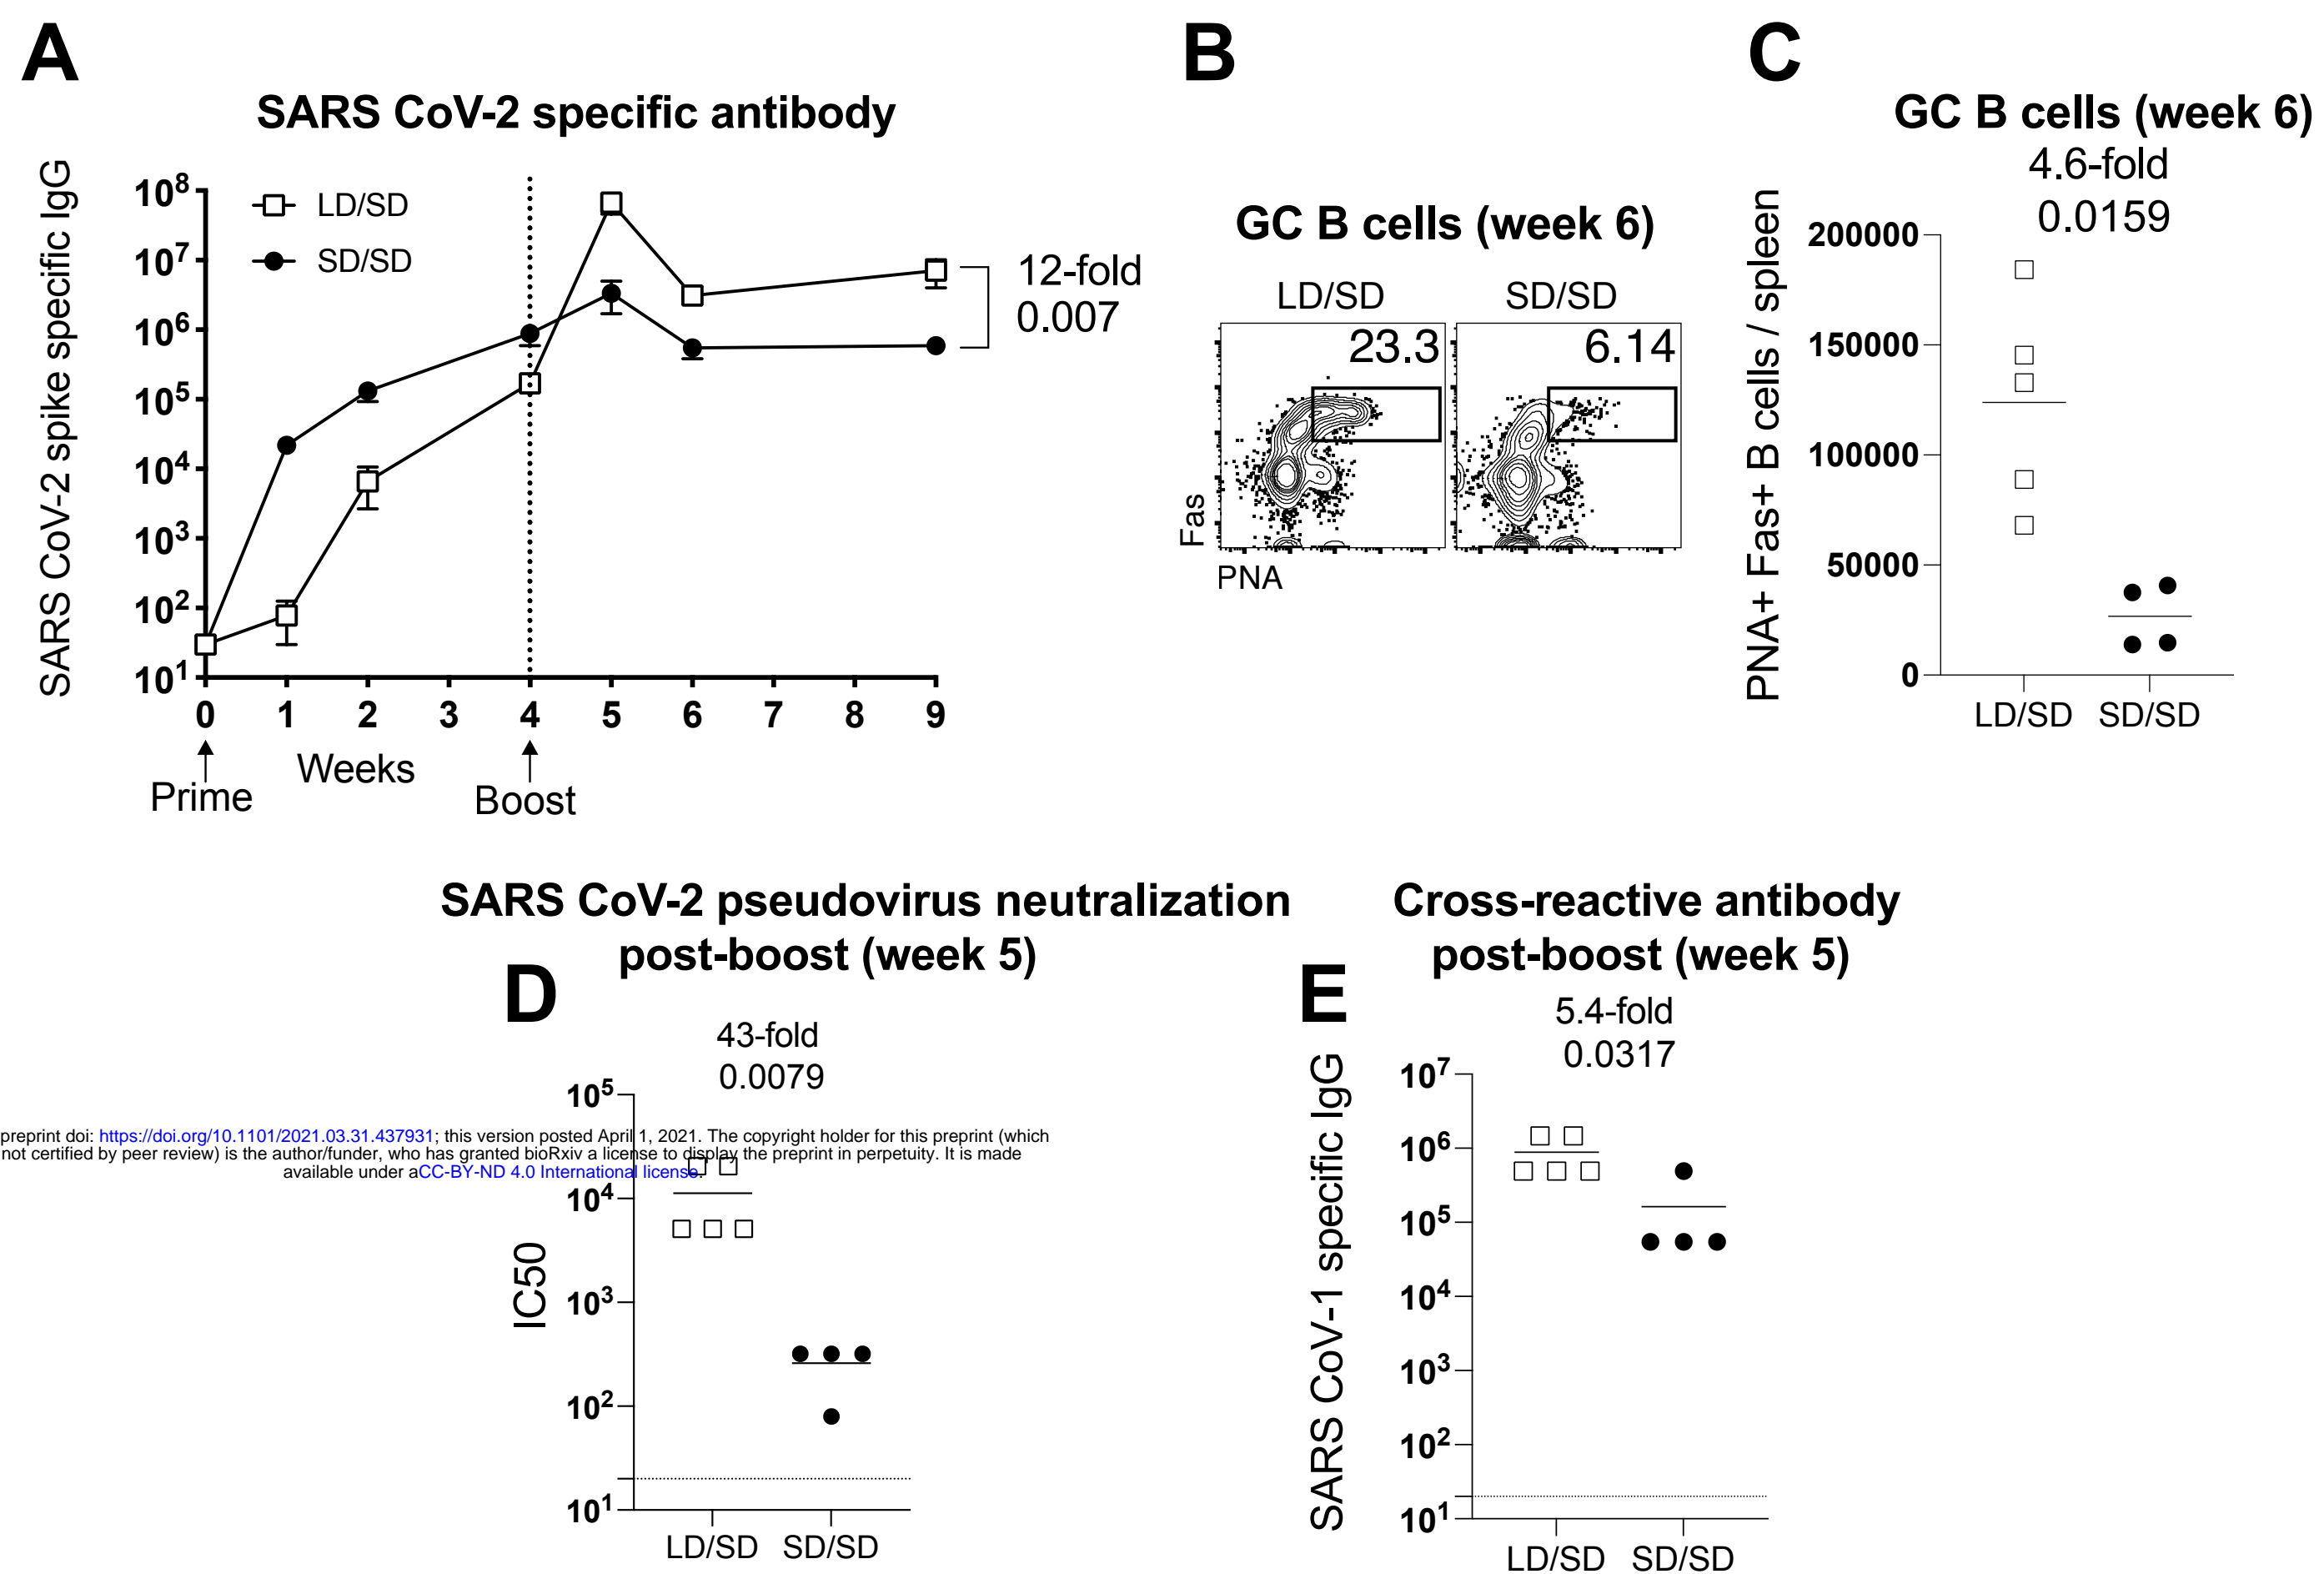 A
SARS CoV-2 specific antibody
SARS CoV-2 spike specific IgG
10⁸
10⁷
10⁶
10⁵
10⁴
10³
10²
10¹
LD/SD
SD/SD
12-fold
0.007
0 1 2 3 4 5 6 7 8 9
Weeks
Prime
Boost
B
GC B cells (week 6)
LD/SD SD/SD
23.3 6.14
Fas
PNA
C
GC B cells (week 6)
4.6-fold
0.0159
PNA+ Fas+ B cells / spleen
200000
150000
100000
50000
0
LD/SD SD/SD
SARS CoV-2 pseudovirus neutralization
post-boost (week 5)
D
43-fold
0.0079
IC50
10⁵
10⁴
10³
10²
10¹
LD/SD SD/SD
preprint doi: https://doi.org/10.1101/2021.03.31.437931; this version posted April 1, 2021. The copyright holder for this preprint (which
not certified by peer review) is the author/funder, who has granted bioRxiv a license to display the preprint in perpetuity. It is made
available under aCC-BY-ND 4.0 International license.
Cross-reactive antibody
post-boost (week 5)
E
5.4-fold
0.0317
SARS CoV-1 specific IgG
10⁷
10⁶
10⁵
10⁴
10³
10²
10¹
LD/SD SD/SD